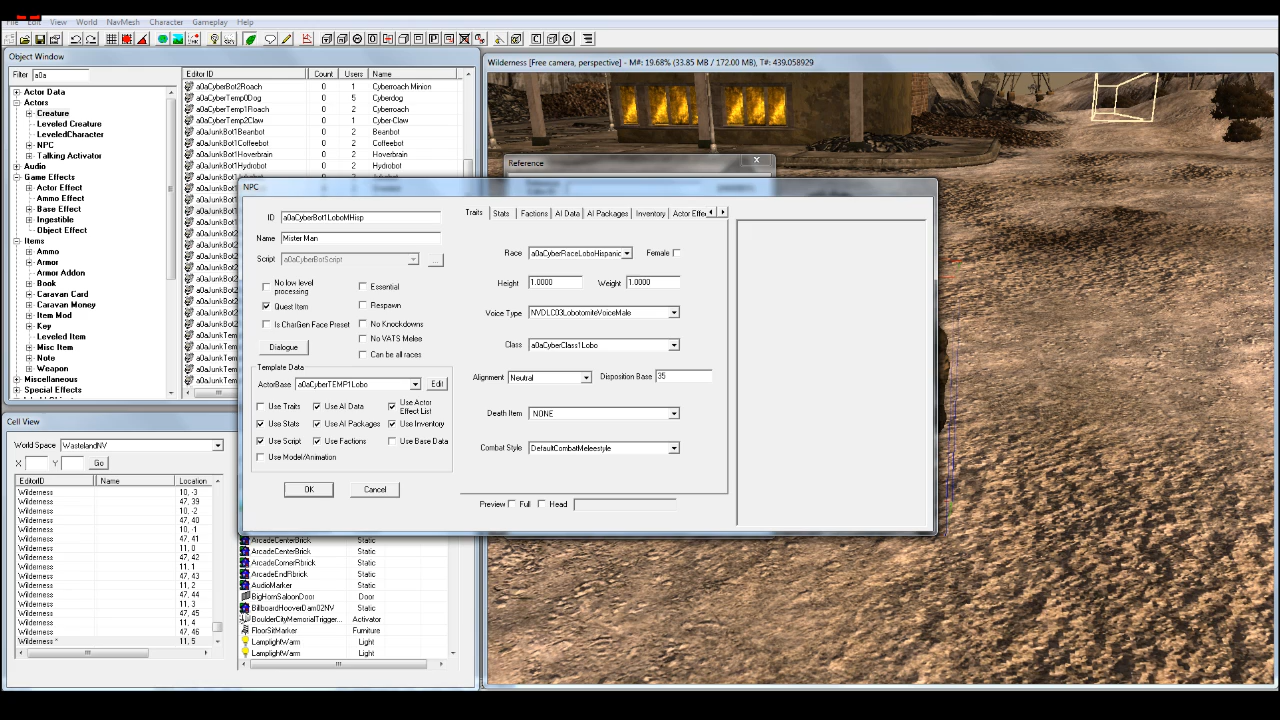 File Edit View World NavMesh Character Gameplay Help
Object Window
Filter a0a
Actor Data
Actors
Creature
Leveled Creature
LeveledCharacter
NPC
Talking Activator
Audio
Game Effects
Actor Effect
Ammo Effect
Base Effect
Ingestible
Object Effect
Items
Ammo
Armor
Armor Addon
Book
Caravan Card
Caravan Money
Item Mod
Key
Leveled Item
Misc Item
Note
Weapon
Miscellaneous
Special Effects
Editor ID Count Users Name
a0aCyberBot2Roach 0 1 Cyberoach Minion
a0aCyberTemp0Dog 0 5 Cyberdog
a0aCyberTemp1Roach 0 2 Cyberoach
a0aCyberTemp2Claw 0 1 Cyber-Claw
a0aJunkBot1Beanbot 0 2 Beanbot
a0aJunkBot1Coffeebot 0 2 Coffeebot
a0aJunkBot1Hoverbrain 0 2 Hoverbrain
a0aJunkBot1Hydrobot 0 2 Hydrobot
Wilderness [Free camera, perspective] - M#: 19.68% (33.85 MB / 172.00 MB), T#: 439.058929
Reference
NPC
ID a0aCyberBot1LoboMHisp
Name Mister Man
Script a0aCyberBotScript ...
No low level processing
Essential
Quest Item
Respawn
Is CharGen Face Preset
No Knockdowns
No VATS Melee
Dialogue
Can be all races
Template Data
ActorBase a0aCyberTEMP1Lobo Edit
Use Traits Use AI Data Use Actor Effect List
Use Stats Use AI Packages Use Inventory
Use Script Use Factions Use Base Data
Use Model/Animation
OK Cancel
Traits Stats Factions AI Data AI Packages Inventory Actor Effe
Race a0aCyberRaceLoboHispanic Female
Height 1.0000 Weight 1.0000
Voice Type NVDLC03LobotomiteVoiceMale
Class a0aCyberClass1Lobo
Alignment Neutral Disposition Base 35
Death Item NONE
Combat Style DefaultCombatMeleestyle
Preview Full Head
Cell View
World Space WastelandNV
X Y Go
EditorID Name Location
Wilderness 10, -3
Wilderness 47, 39
Wilderness 10, -2
Wilderness 47, 40
Wilderness 10, -1
Wilderness 47, 41
Wilderness 11, 0
Wilderness 47, 42
Wilderness 11, 1
Wilderness 47, 43
Wilderness 11, 2
Wilderness 47, 44
Wilderness 11, 3
Wilderness 47, 45
Wilderness 11, 4
Wilderness 47, 46
Wilderness * 11, 5
ArcadeCenterBrick Static
ArcadeCenterBrick Static
ArcadeCornerRbrick Static
ArcadeEndRbrick Static
AudioMarker Static
BigHornSaloonDoor Door
BillboardHooverDam02NV Static
BoulderCityMemorialTrigger... Activator
FloorSitMarker Furniture
LamplightWarm Light
LamplightWarm Light